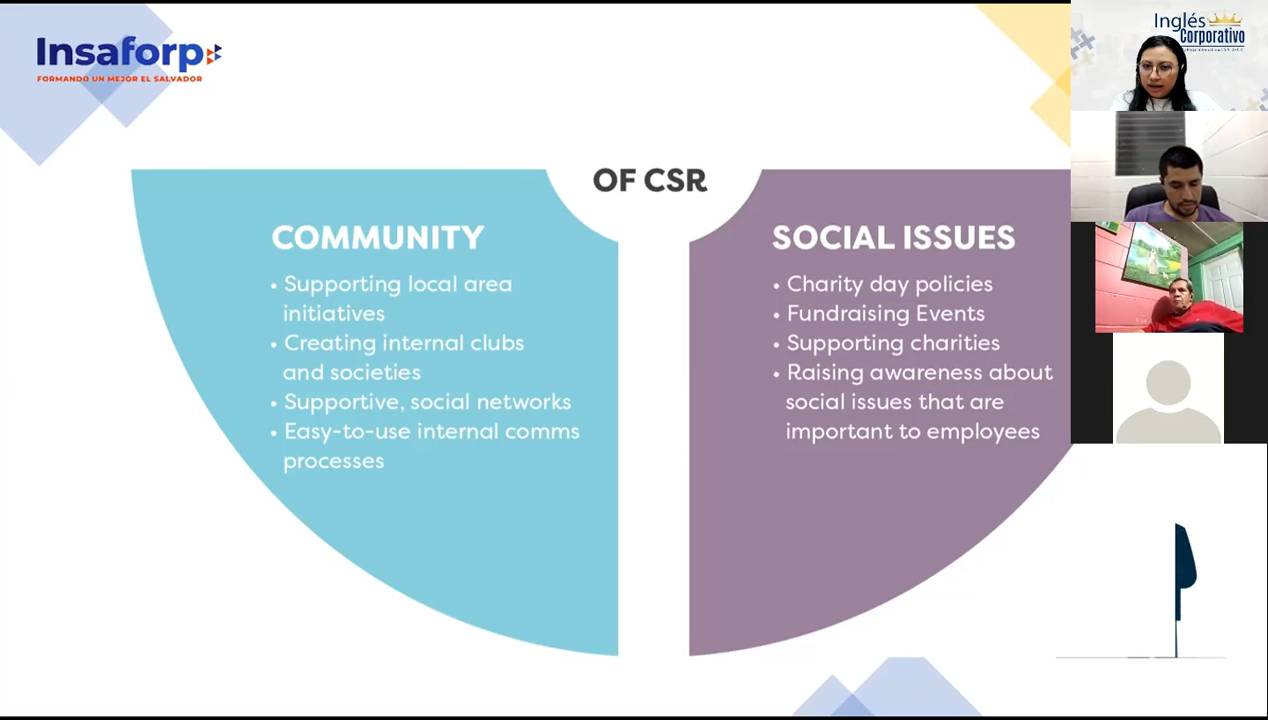 Insaforp
FORMANDO UN MEJOR EL SALVADOR
Inglés
Corporativo
OF CSR
COMMUNITY
• Supporting local area
initiatives
• Creating internal clubs
and societies
• Supportive, social networks
• Easy-to-use internal comms
processes
SOCIAL ISSUES
• Charity day policies
• Fundraising Events
• Supporting charities
• Raising awareness about
social issues that are
important to employees